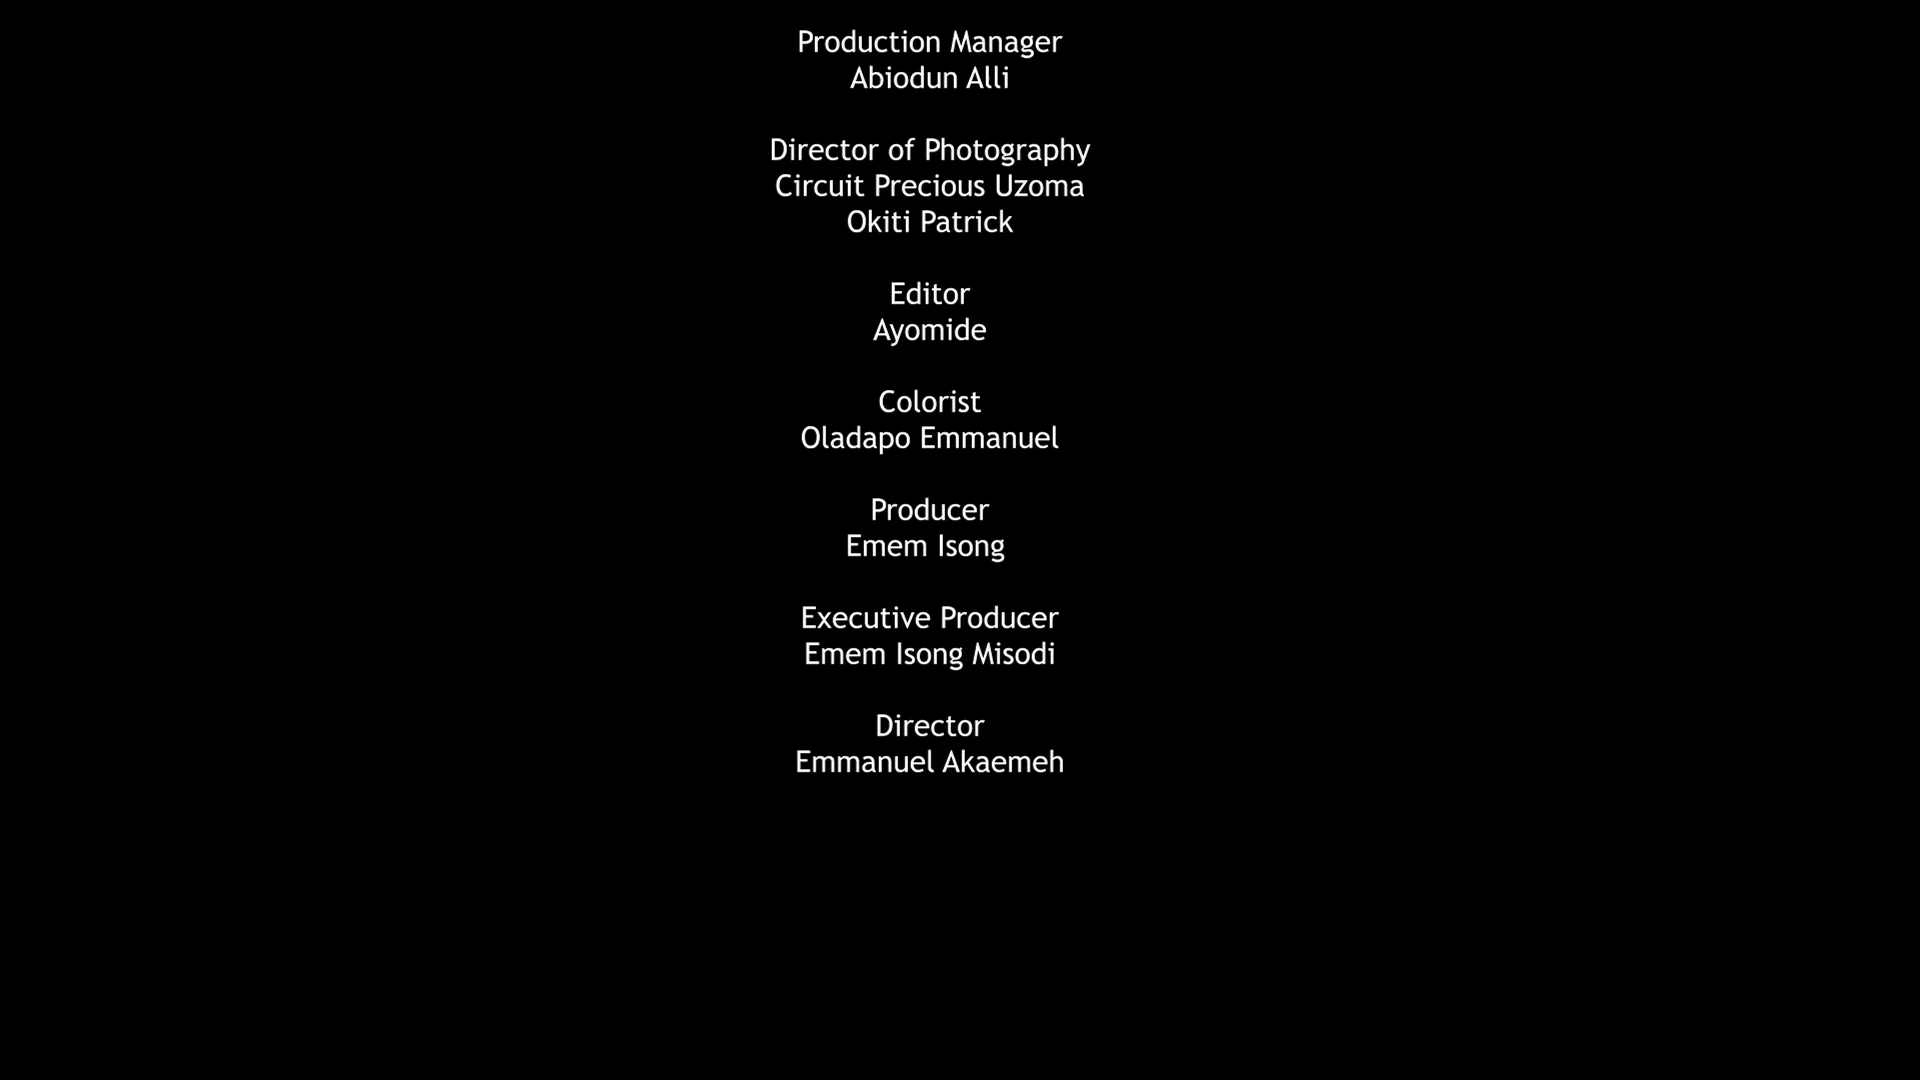 Production Manager
Abiodun Alli
Director of Photography
Circuit Precious Uzoma
Okiti Patrick
Editor
Ayomide
Colorist
Oladapo Emmanuel
Producer
Emem Isong
Executive Producer
Emem Isong Misodi
Director
Emmanuel Akaemeh